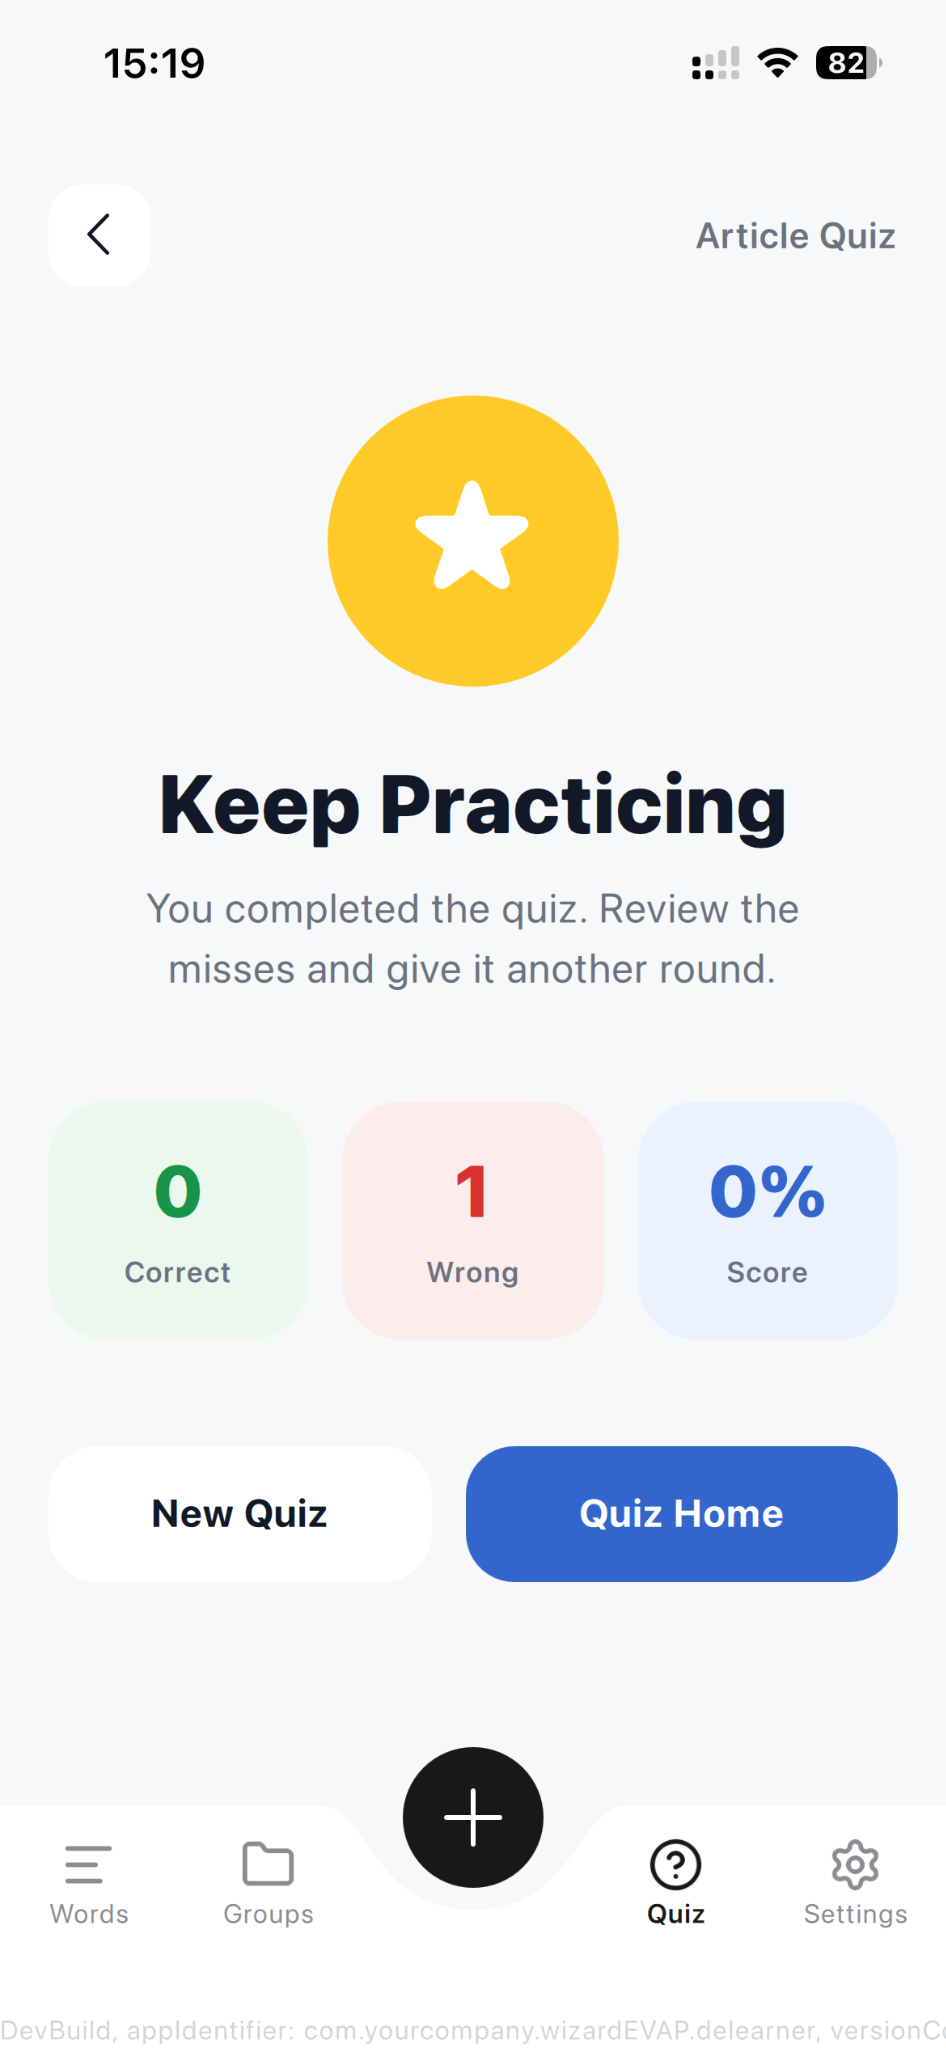 15:19
82
Article Quiz
Keep Practicing
You completed the quiz. Review the
misses and give it another round.
0
Correct
1
Wrong
0%
Score
New Quiz
Quiz Home
Words
Groups
Quiz
Settings
DevBuild, appIdentifier: com.yourcompany.wizardEVAP.delearner, versionCo